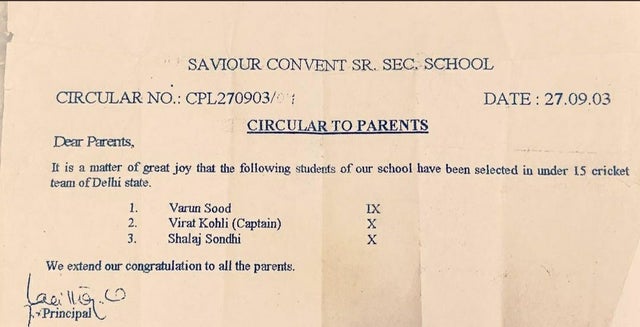 SAVIOUR CONVENT SR. SEC. SCHOOL
CIRCULAR NO.: CPL270903/ DATE : 27.09.03
CIRCULAR TO PARENTS
Dear Parents,
It is a matter of great joy that the following students of our school have been selected in under 15 cricket
team of Delhi state.
1. Varun Sood IX
2. Virat Kohli (Captain) X
3. Shalaj Sondhi X
We extend our congratulation to all the parents.
Principal